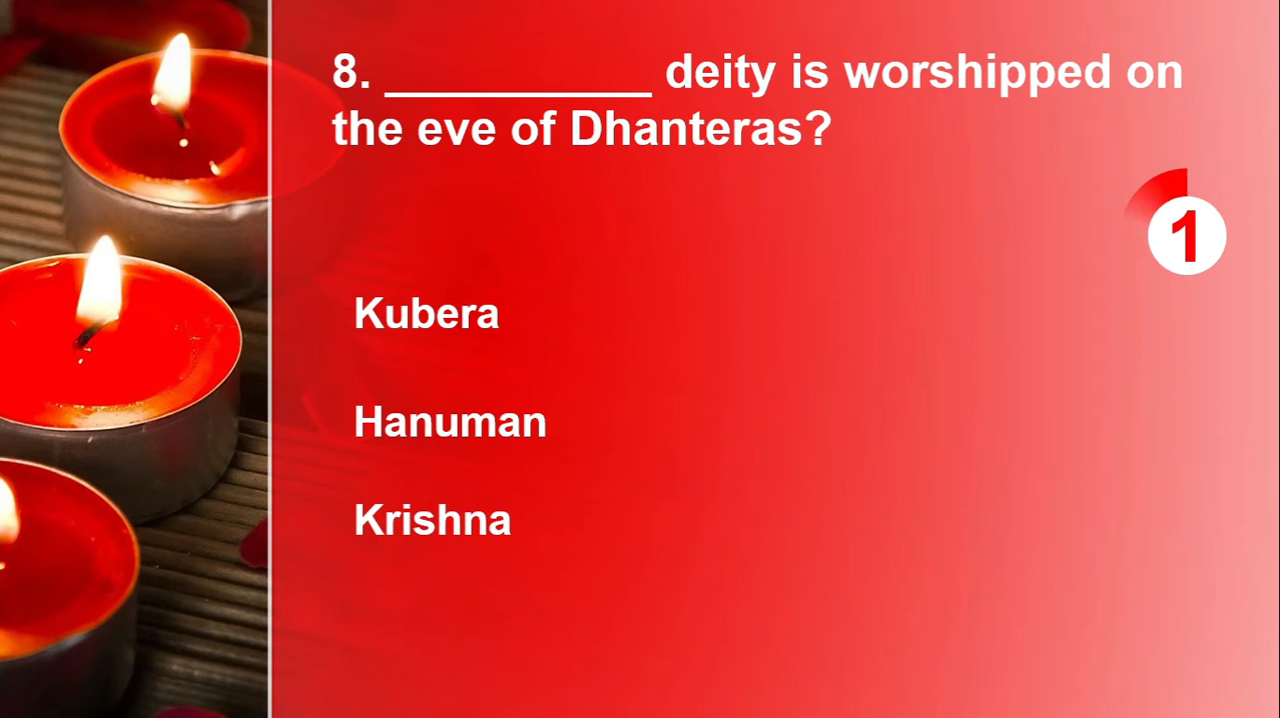 8. __________ deity is worshipped on
the eve of Dhanteras?
1
Kubera
Hanuman
Krishna